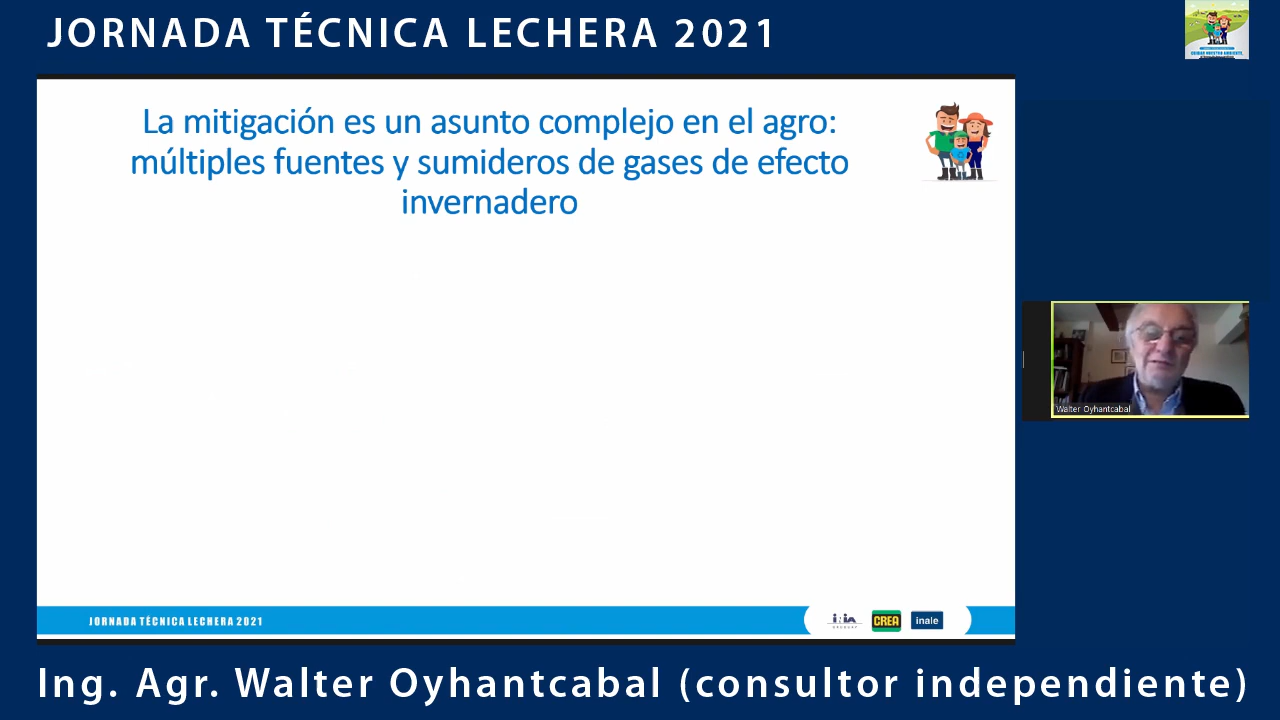 JORNADA TÉCNICA LECHERA 2021
La mitigación es un asunto complejo en el agro:
múltiples fuentes y sumideros de gases de efecto
invernadero
Walter Oyhantcabal
JORNADA TÉCNICA LECHERA 2021
CREA
inale
Ing. Agr. Walter Oyhantcabal (consultor independiente)